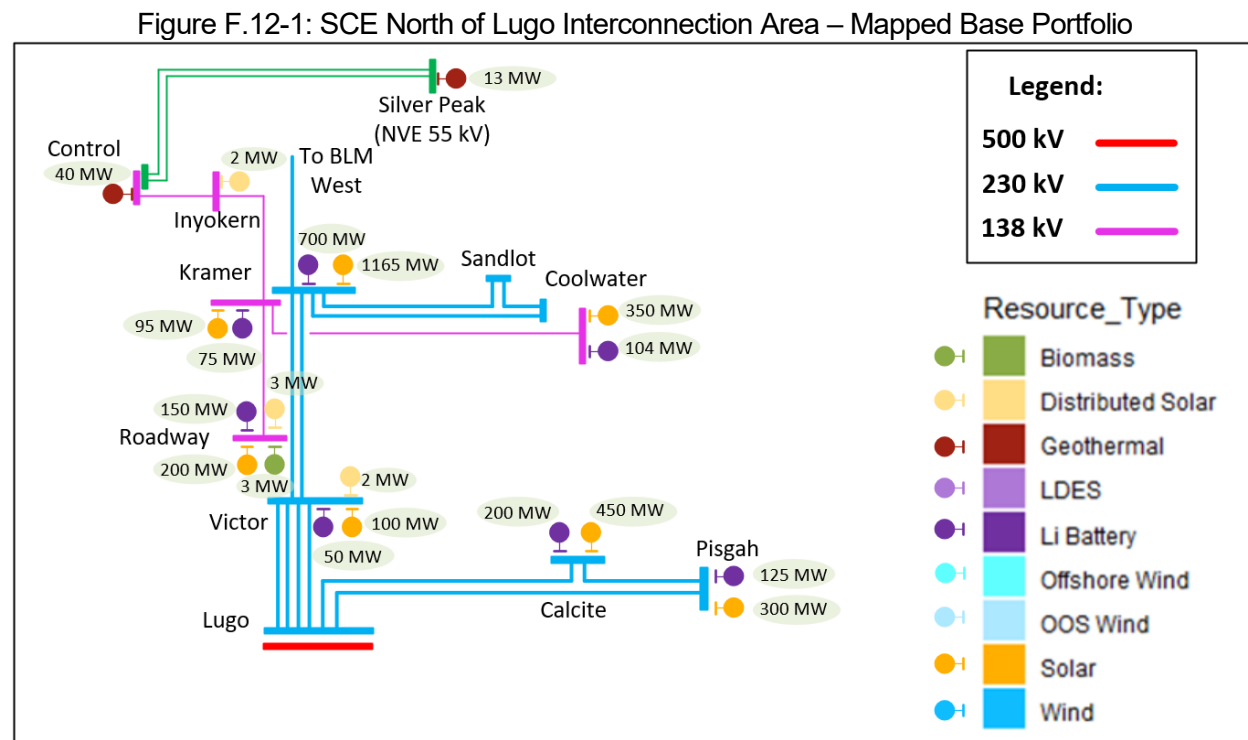 Figure F.12-1: SCE North of Lugo Interconnection Area – Mapped Base Portfolio
Legend:
500 kV
230 kV
138 kV
13 MW
Silver Peak
(NVE 55 kV)
Control
40 MW
2 MW
Inyokern
To BLM
West
700 MW
1165 MW
Kramer
Sandlot
Coolwater
350 MW
104 MW
95 MW
75 MW
3 MW
150 MW
Roadway
200 MW
3 MW
2 MW
Victor
100 MW
50 MW
200 MW
450 MW
Pisgah
125 MW
300 MW
Calcite
Lugo
Resource_Type
Biomass
Distributed Solar
Geothermal
LDES
Li Battery
Offshore Wind
OOS Wind
Solar
Wind